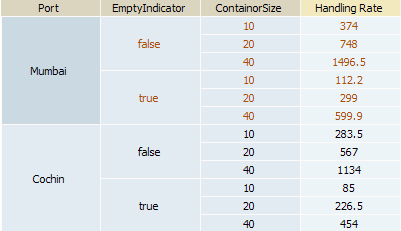 Port EmptyIndicator ContainorSize Handling Rate
10 374
false 20 748
40 1496.5
Mumbai
10 112.2
true 20 299
40 599.9
10 283.5
false 20 567
40 1134
Cochin
10 85
true 20 226.5
40 454